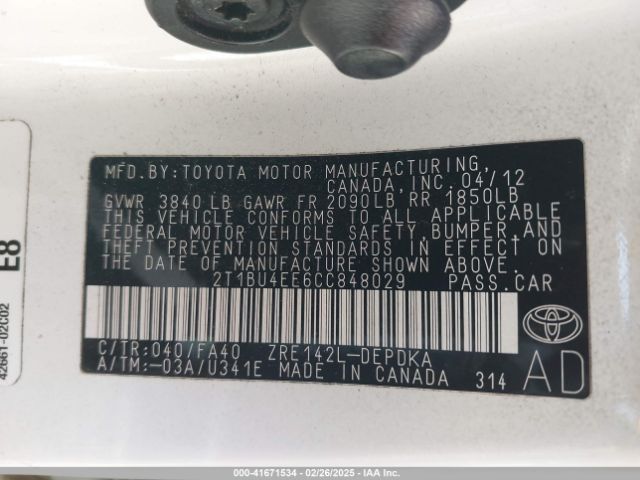 MFD.BY:TOYOTA MOTOR MANUFACTURING,
CANADA, INC. 04/12
GVWR 3840 LB GAWR FR 2090LB RR 1850LB
THIS VEHICLE CONFORMS TO ALL APPLICABLE
FEDERAL MOTOR VEHICLE SAFETY, BUMPER, AND
THEFT PREVENTION STANDARDS IN EFFECT ON
THE DATE OF MANUFACTURE SHOWN ABOVE.
2T1BU4EE6CC848029 PASS.CAR
C/TR:040/FA40 ZRE142L-DEPDKA
A/TM:-03A/U341E MADE IN CANADA 314
AD
E8
42661-02C02
000-41671534 / 02/26/2025 - IAA Inc.